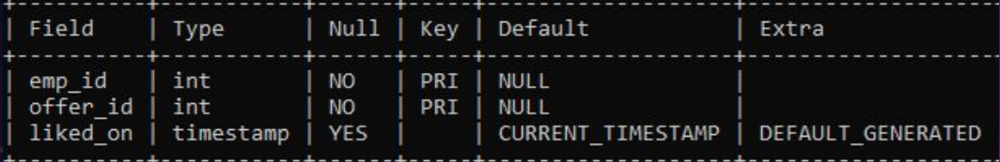 | Field | Type | Null | Key | Default | Extra
| emp_id | int | NO | PRI | NULL |
| offer_id | int | NO | PRI | NULL |
| liked_on | timestamp | YES | | CURRENT_TIMESTAMP | DEFAULT_GENERATED